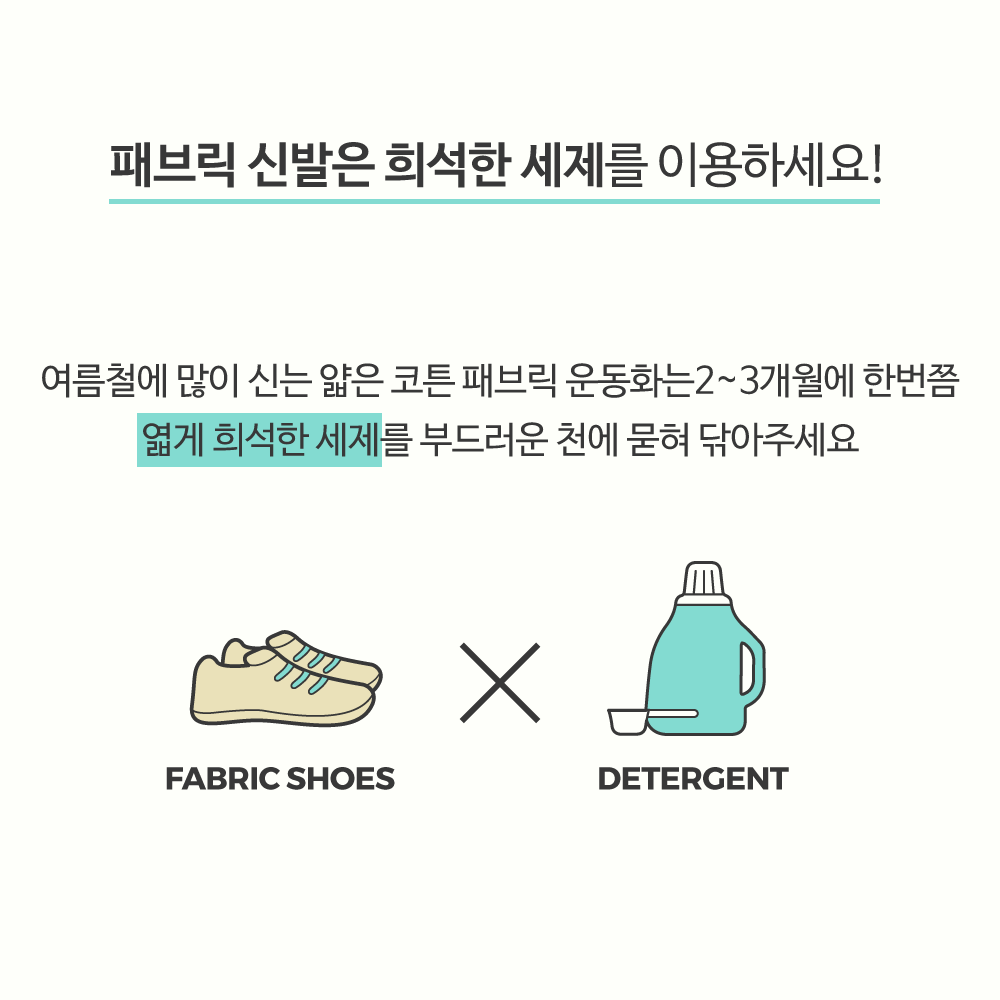 패브릭 신발은 희석한 세제를 이용하세요!
여름철에 많이 신는 얇은 코튼 패브릭 운동화는2~3개월에 한번쯤
엷게 희석한 세제를 부드러운 천에 묻혀 닦아주세요
FABRIC SHOES
DETERGENT